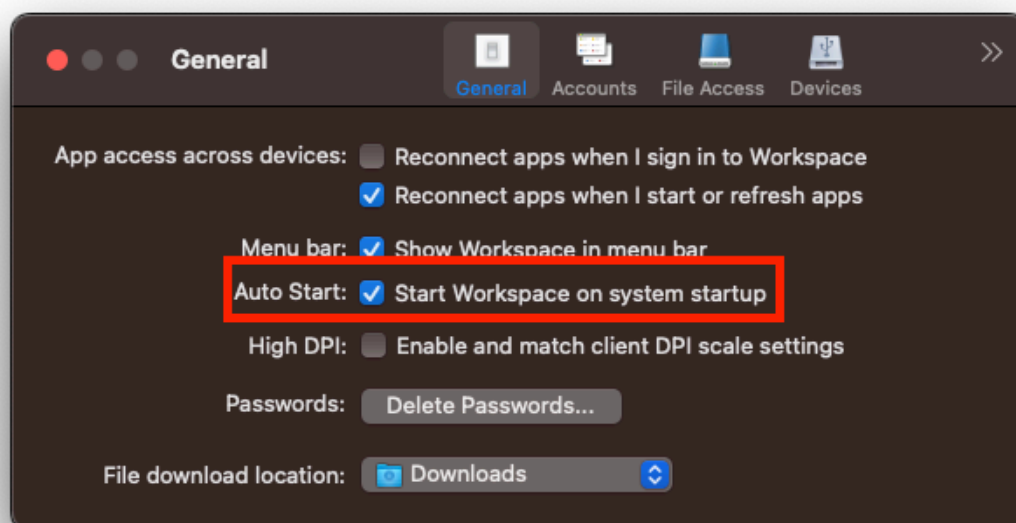 General
General Accounts File Access Devices
App access across devices: Reconnect apps when I sign in to Workspace
Reconnect apps when I start or refresh apps
Menu bar: Show Workspace in menu bar
Auto Start: Start Workspace on system startup
High DPI: Enable and match client DPI scale settings
Passwords: Delete Passwords...
File download location: Downloads